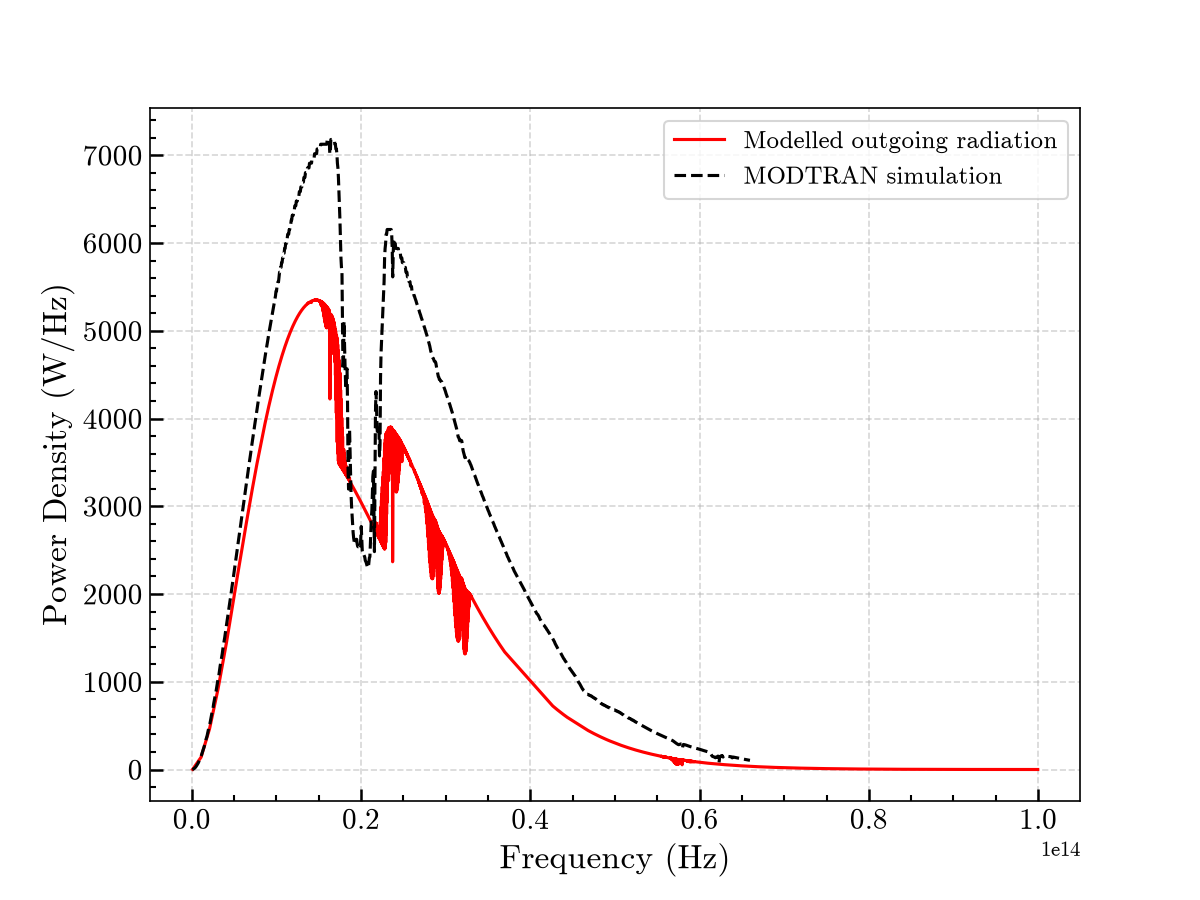 Modelled outgoing radiation
MODTRAN simulation
Power Density (W/Hz)
7000
6000
5000
4000
3000
2000
1000
0
0.0 0.2 0.4 0.6 0.8 1.0
1e14
Frequency (Hz)